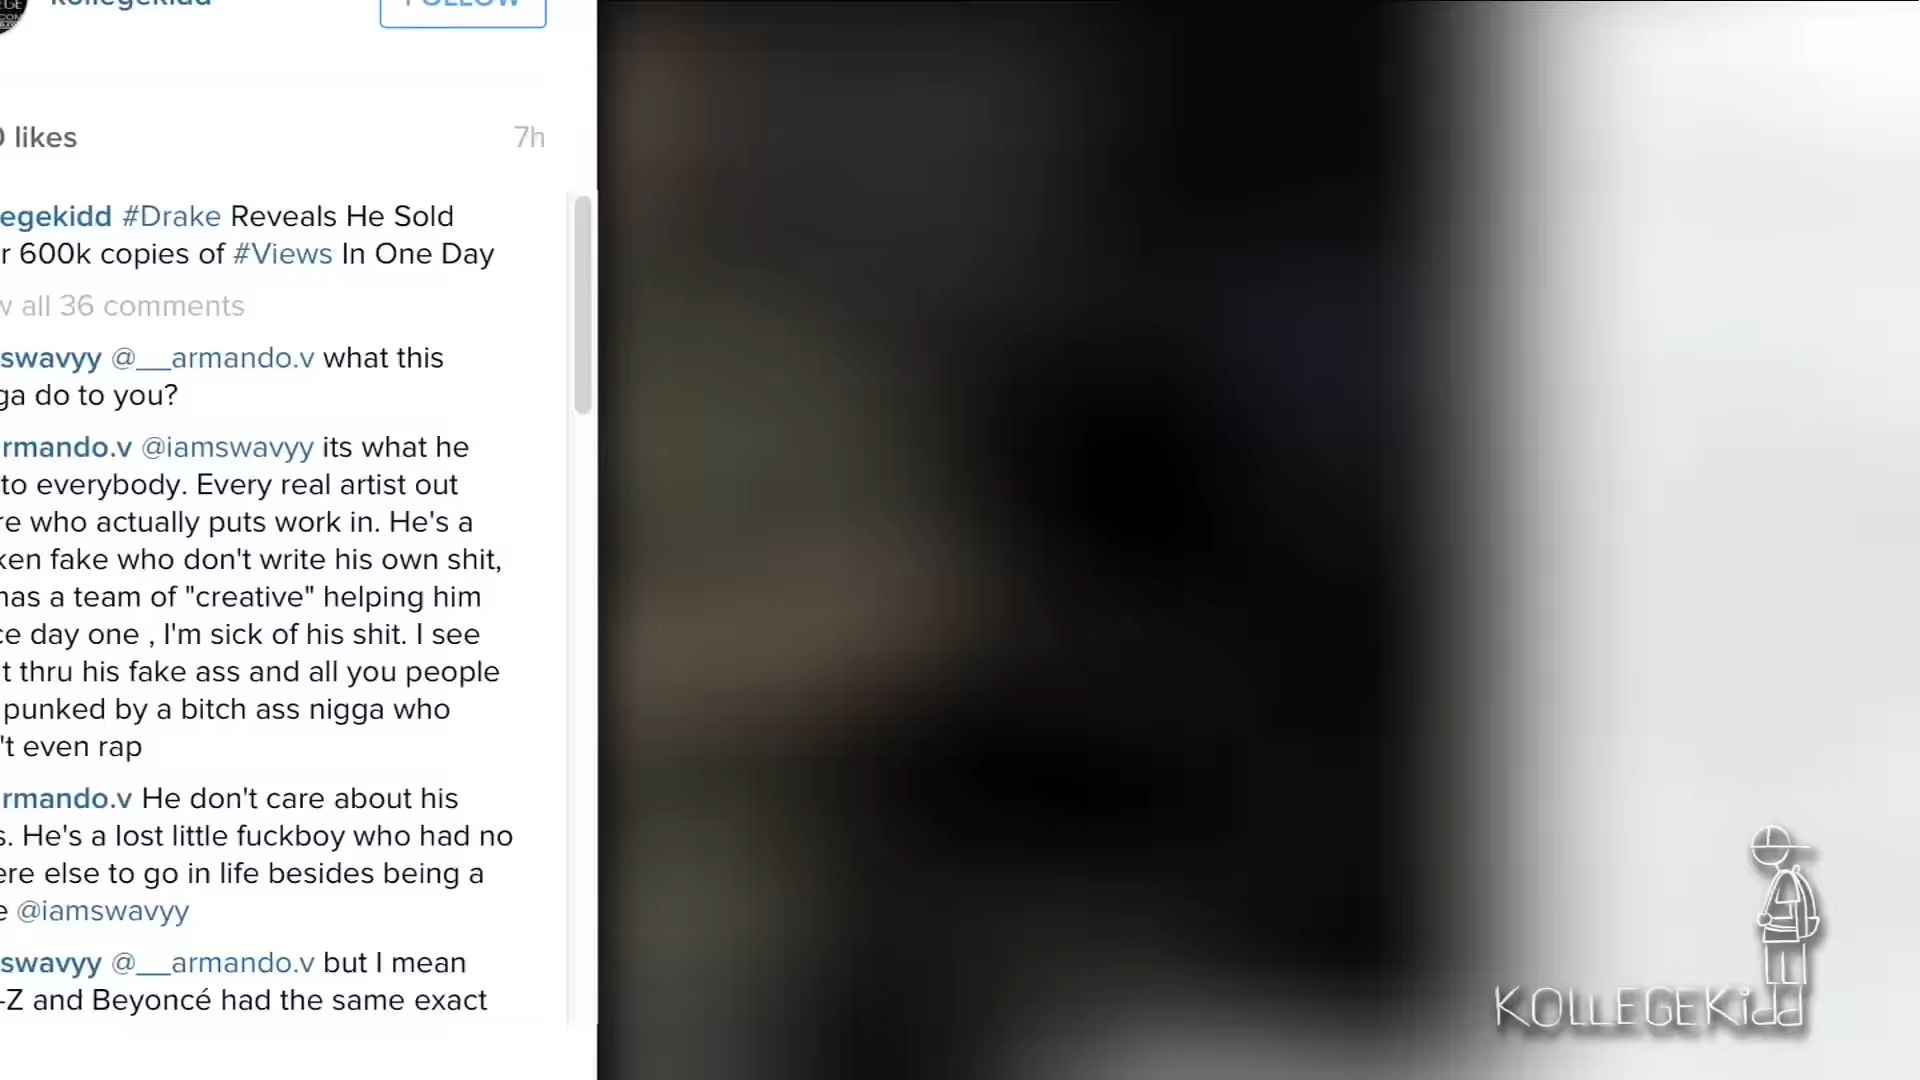 kollegekidd
FOLLOW
likes
7h
egekidd #Drake Reveals He Sold
r 600k copies of #Views In One Day
w all 36 comments
swavyy @__armando.v what this
ga do to you?
rmando.v @iamswavyy its what he
to everybody. Every real artist out
re who actually puts work in. He's a
ken fake who don't write his own shit,
has a team of "creative" helping him
ce day one , I'm sick of his shit. I see
t thru his fake ass and all you people
punked by a bitch ass nigga who
't even rap
rmando.v He don't care about his
s. He's a lost little fuckboy who had no
ere else to go in life besides being a
e @iamswavyy
swavyy @__armando.v but I mean
-Z and Beyoncé had the same exact
KOLLEGEKidd